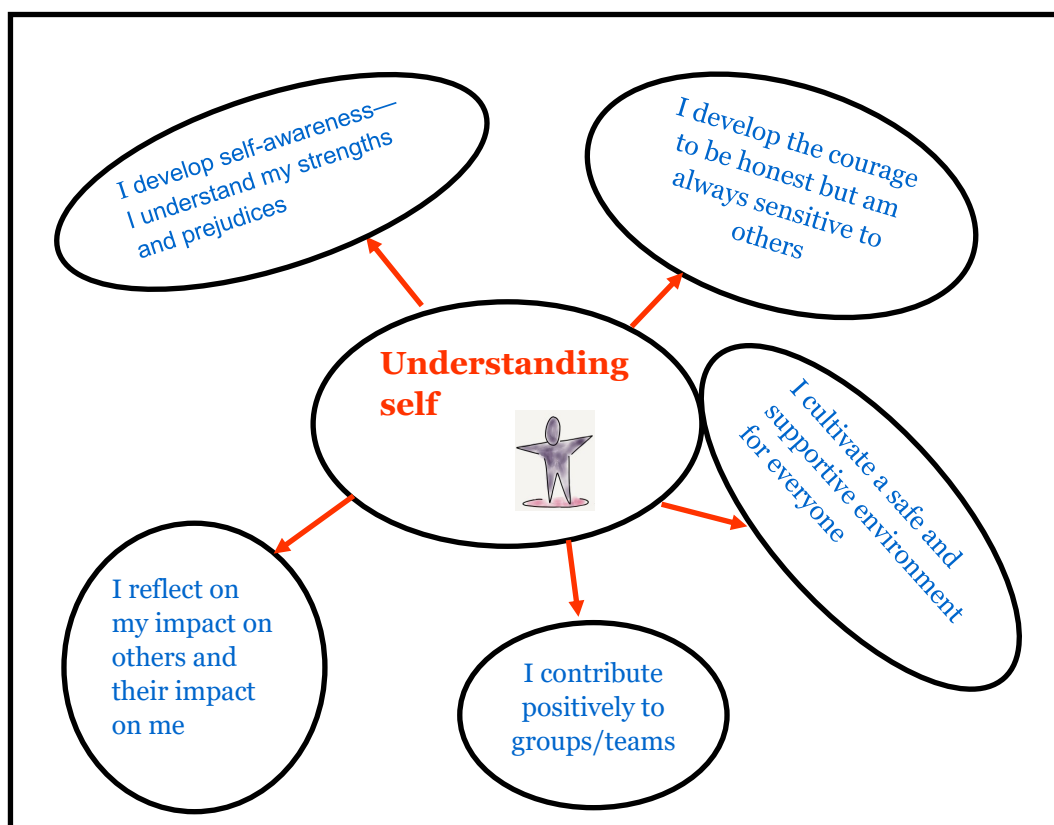 I develop self-awareness—
I understand my strengths
and prejudices
I develop the courage
to be honest but am
always sensitive to
others
Understanding
self
I cultivate a safe and
supportive environment
for everyone
I reflect on
my impact on
others and
their impact
on me
I contribute
positively to
groups/teams